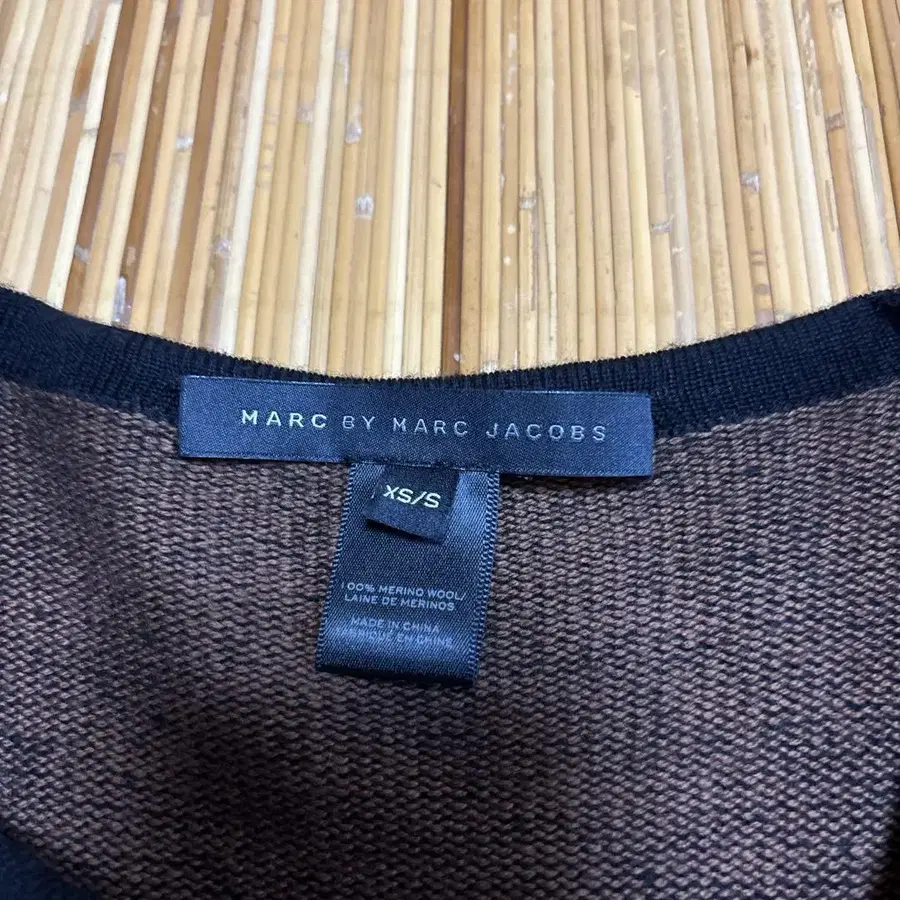 MARC BY MARC JACOBS
XS/S
100% MERINO WOOL/
LAINE DE MERINOS
MADE IN CHINA
FABRIQUÉ EN CHINE